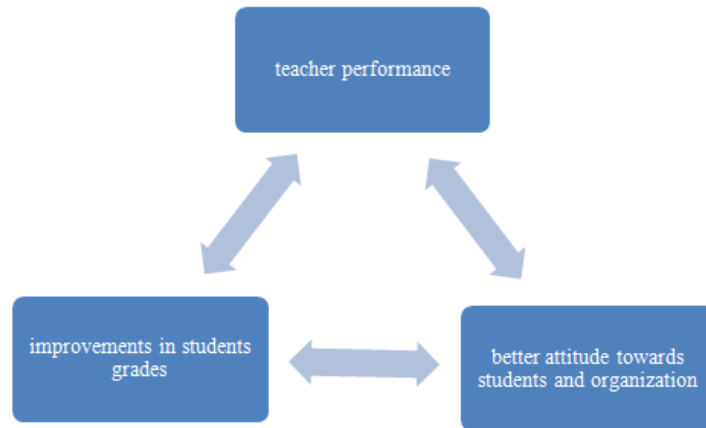 teacher performance
improvements in students
grades
better attitude towards
students and organization